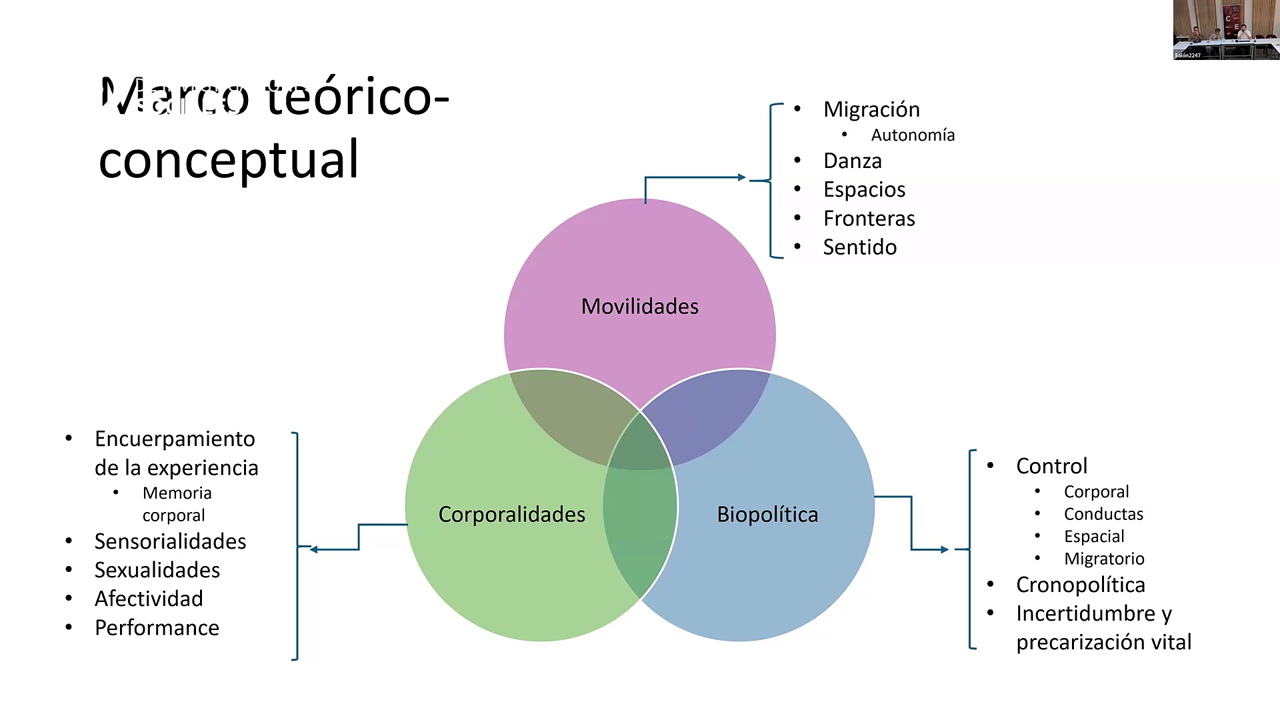 Marco teórico-
conceptual
Migración
Autonomía
Danza
Espacios
Fronteras
Sentido
Movilidades
Encuerpamiento
de la experiencia
Memoria
corporal
Sensorialidades
Sexualidades
Afectividad
Performance
Corporalidades
Biopolítica
Control
Corporal
Conductas
Espacial
Migratorio
Cronopolítica
Incertidumbre y
precarización vital